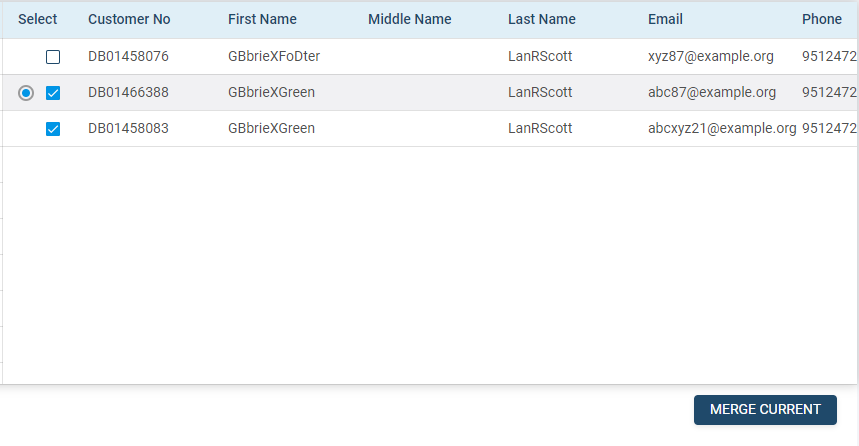 Select Customer No First Name Middle Name Last Name Email Phone
DB01458076 GBbrieXFoDter LanRScott xyz87@example.org 9512472
DB01466388 GBbrieXGreen LanRScott abc87@example.org 9512472
DB01458083 GBbrieXGreen LanRScott abcxyz21@example.org 9512472
MERGE CURRENT